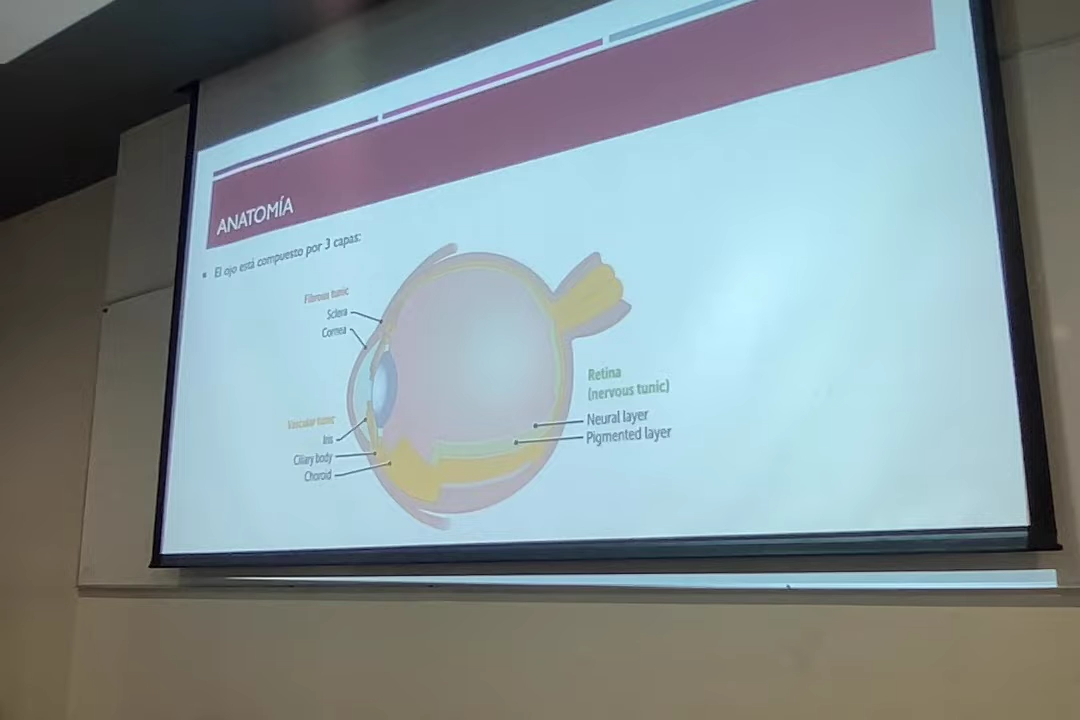 ANATOMÍA
El ojo está compuesto por 3 capas:
Fibrous tunic
Sclera
Cornea
Vascular tunic
Iris
Ciliary body
Choroid
Retina
(nervous tunic)
Neural layer
Pigmented layer